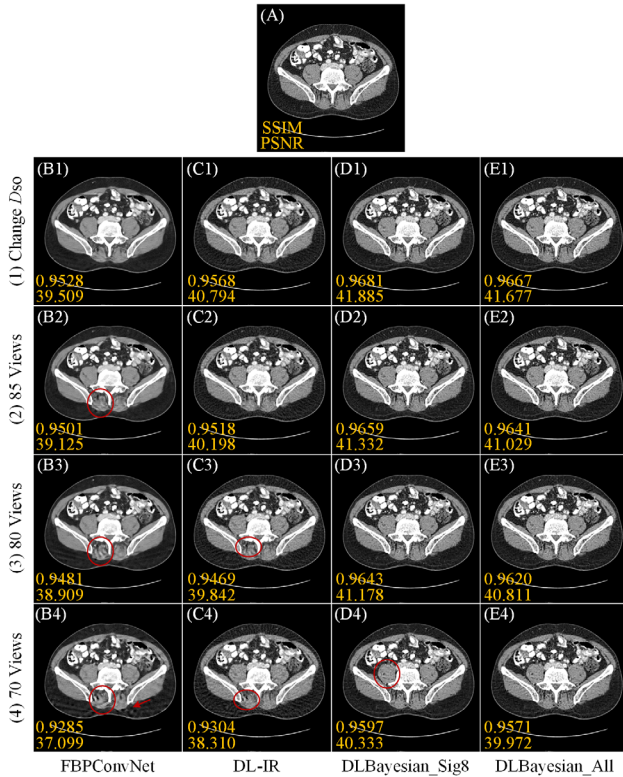 (A)
SSIM
PSNR
(1) Change Dso
(B1)
0.9528
39.509
(C1)
0.9568
40.794
(D1)
0.9681
41.885
(E1)
0.9667
41.677
(2) 85 Views
(B2)
0.9501
39.125
(C2)
0.9518
40.198
(D2)
0.9659
41.332
(E2)
0.9641
41.029
(3) 80 Views
(B3)
0.9481
38.909
(C3)
0.9469
39.842
(D3)
0.9643
41.178
(E3)
0.9620
40.811
(4) 70 Views
(B4)
0.9285
37.099
(C4)
0.9304
38.310
(D4)
0.9597
40.333
(E4)
0.9571
39.972
FBPConvNet
DL-IR
DLBayesian_Sig8
DLBayesian_All